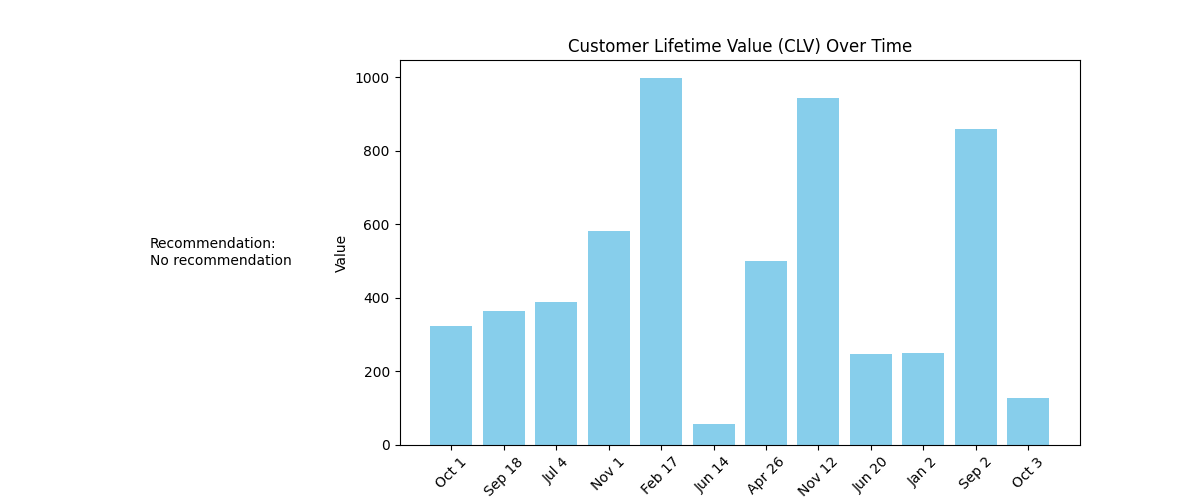 Customer Lifetime Value (CLV) Over Time
1000
800
600
400
200
0
Value
Recommendation:
No recommendation
Oct 1
Sep 18
Jul 4
Nov 1
Feb 17
Jun 14
Apr 26
Nov 12
Jun 20
Jan 2
Sep 2
Oct 3